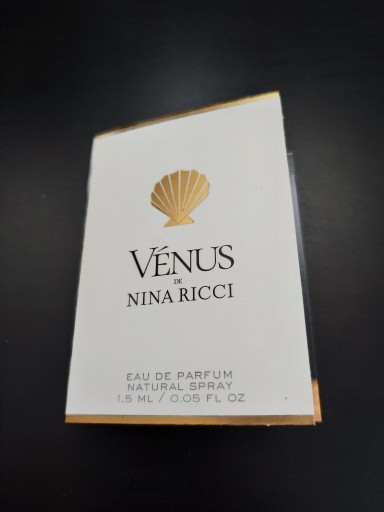 VÉNUS
DE
NINA RICCI
EAU DE PARFUM
NATURAL SPRAY
1.5 ML / 0.05 FL OZ